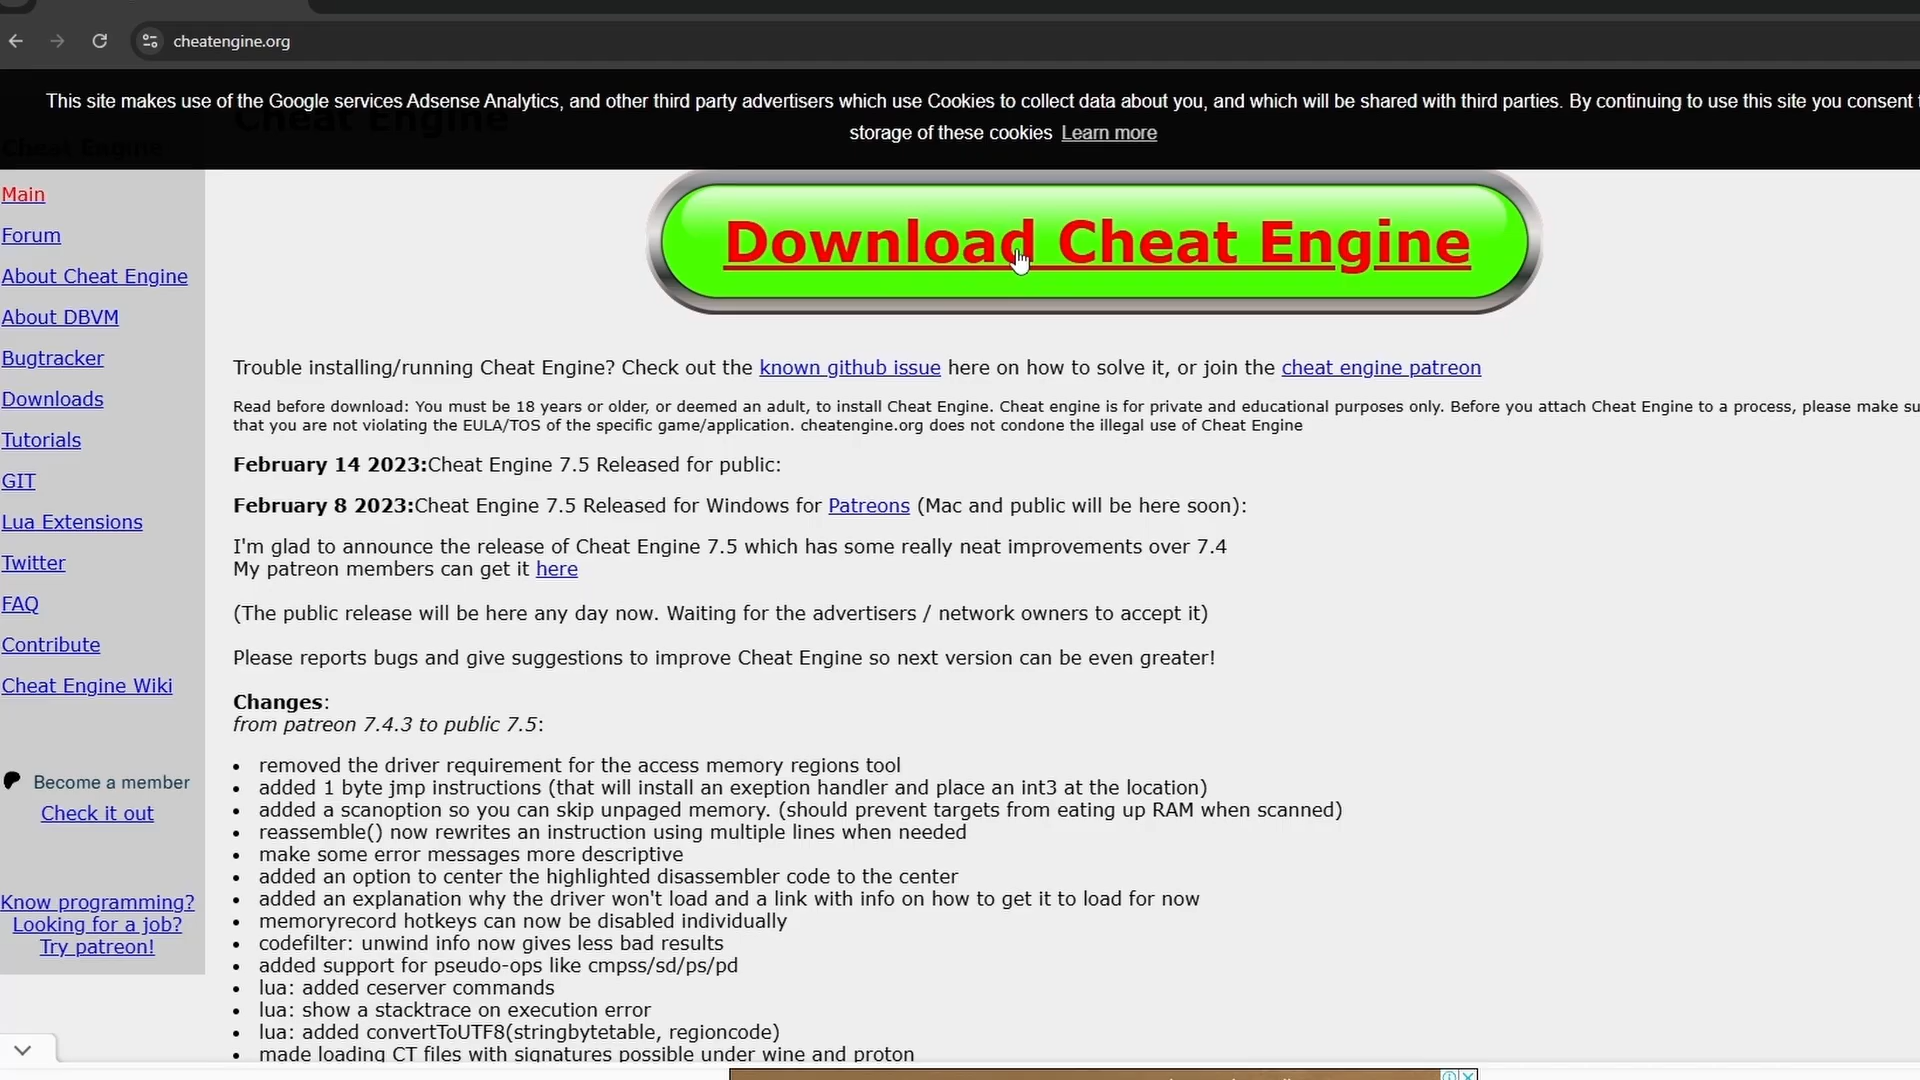 cheatengine.org
This site makes use of the Google services Adsense Analytics, and other third party advertisers which use Cookies to collect data about you, and which will be shared with third parties. By continuing to use this site you consent
storage of these cookies Learn more
Cheat Engine
Cheat Engine
Main
Forum
About Cheat Engine
About DBVM
Bugtracker
Downloads
Tutorials
GIT
Lua Extensions
Twitter
FAQ
Contribute
Cheat Engine Wiki
Become a member
Check it out
Know programming?
Looking for a job?
Try patreon!
Download Cheat Engine
Trouble installing/running Cheat Engine? Check out the known github issue here on how to solve it, or join the cheat engine patreon
Read before download: You must be 18 years or older, or deemed an adult, to install Cheat Engine. Cheat engine is for private and educational purposes only. Before you attach Cheat Engine to a process, please make su
that you are not violating the EULA/TOS of the specific game/application. cheatengine.org does not condone the illegal use of Cheat Engine
February 14 2023:Cheat Engine 7.5 Released for public:
February 8 2023:Cheat Engine 7.5 Released for Windows for Patreons (Mac and public will be here soon):
I'm glad to announce the release of Cheat Engine 7.5 which has some really neat improvements over 7.4
My patreon members can get it here
(The public release will be here any day now. Waiting for the advertisers / network owners to accept it)
Please reports bugs and give suggestions to improve Cheat Engine so next version can be even greater!
Changes:
from patreon 7.4.3 to public 7.5:
• removed the driver requirement for the access memory regions tool
• added 1 byte jmp instructions (that will install an exeption handler and place an int3 at the location)
• added a scanoption so you can skip unpaged memory. (should prevent targets from eating up RAM when scanned)
• reassemble() now rewrites an instruction using multiple lines when needed
• make some error messages more descriptive
• added an option to center the highlighted disassembler code to the center
• added an explanation why the driver won't load and a link with info on how to get it to load for now
• memoryrecord hotkeys can now be disabled individually
• codefilter: unwind info now gives less bad results
• added support for pseudo-ops like cmpss/sd/ps/pd
• lua: added ceserver commands
• lua: show a stacktrace on execution error
• lua: added convertToUTF8(stringbytetable, regioncode)
• made loading CT files with signatures possible under wine and proton